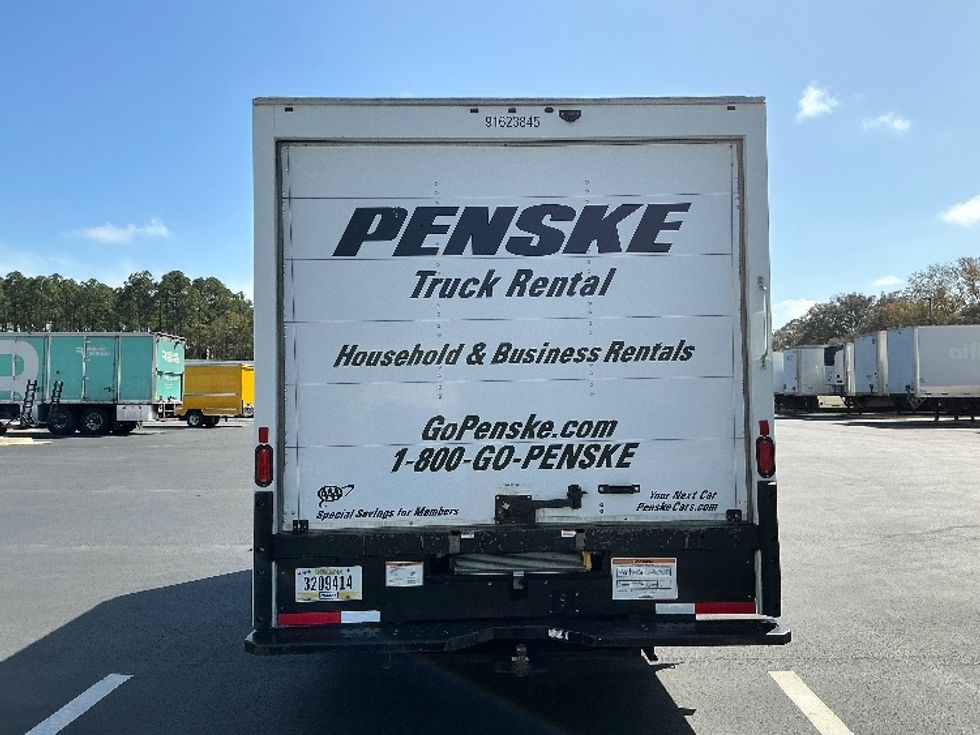 91623845
PENSKE
Truck Rental
Household & Business Rentals
GoPenske.com
1-800-GO-PENSKE
AAA
Special Savings for Members
Your Next Car
PenskeCars.com
INDIANA
3209414